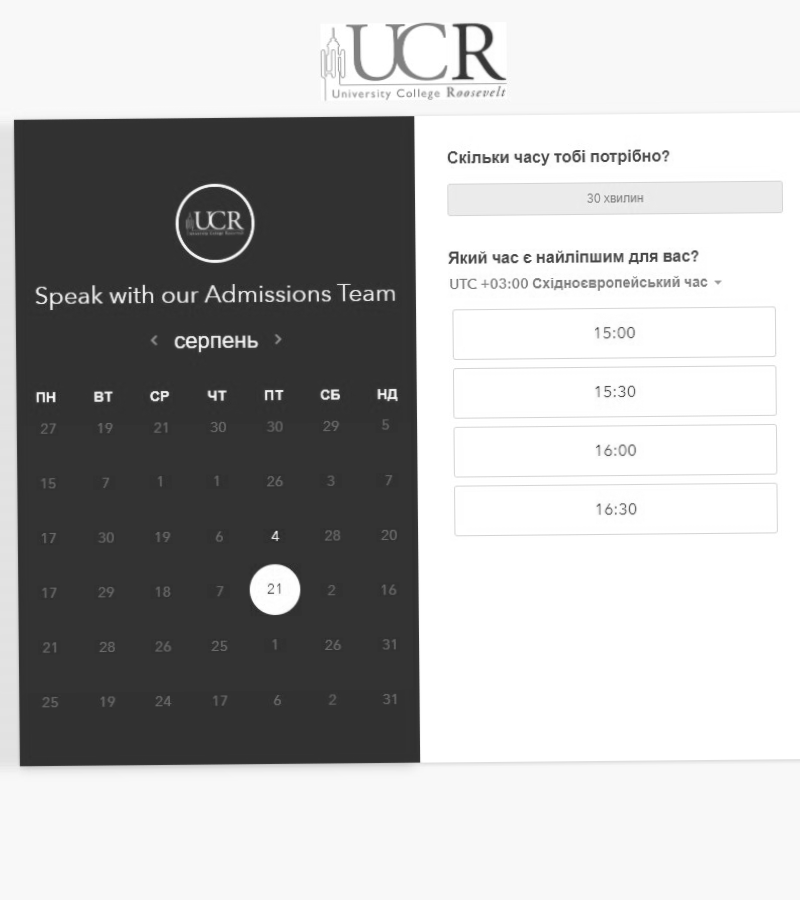 UCR
University College Roosevelt
UCR
Speak with our Admissions Team
серпень
ПН ВТ СР ЧТ ПТ СБ НД
27 19 21 30 30 29 5
15 7 1 1 26 3 7
17 30 19 6 4 28 20
17 29 18 7 21 2 16
21 28 26 25 1 26 31
25 19 24 17 6 2 31
Скільки часу тобі потрібно?
30 хвилин
Який час є найліпшим для вас?
UTC +03:00 Східноєвропейський час
15:00
15:30
16:00
16:30